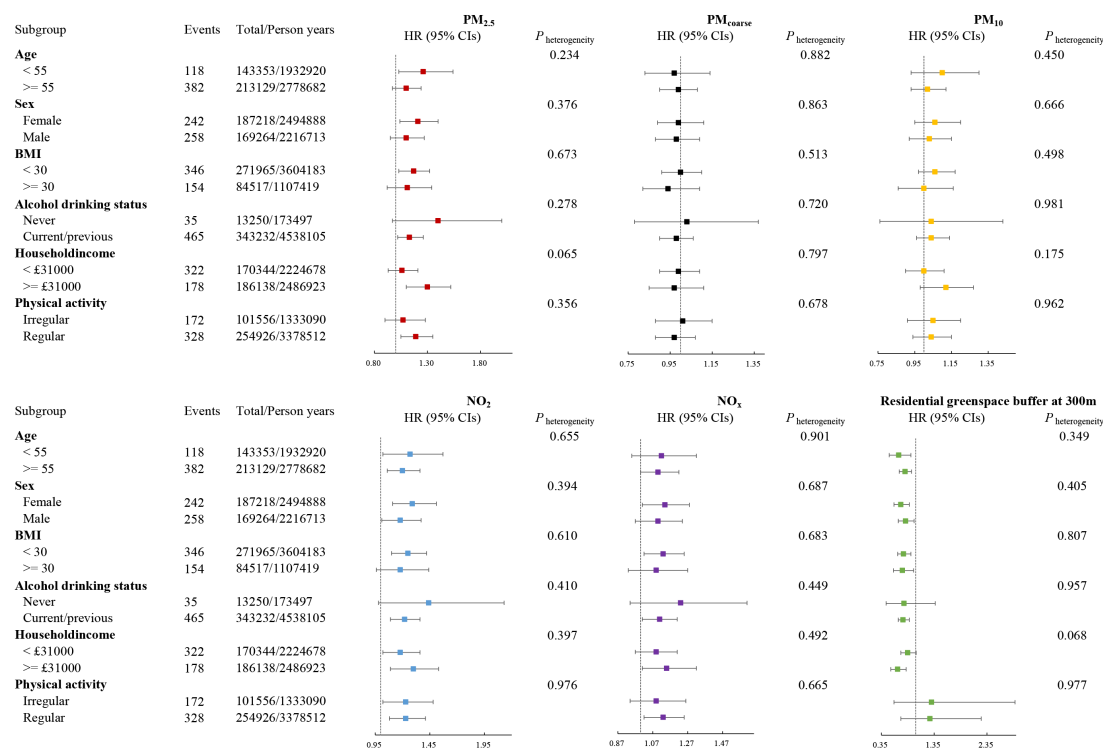 PM2.5 PMcoarse PM10
Subgroup Events Total/Person years HR (95% CIs) P heterogeneity HR (95% CIs) P heterogeneity HR (95% CIs) P heterogeneity
Age 0.234 0.882 0.450
< 55 118 143353/1932920
>= 55 382 213129/2778682
Sex 0.376 0.863 0.666
Female 242 187218/2494888
Male 258 169264/2216713
BMI 0.673 0.513 0.498
< 30 346 271965/3604183
>= 30 154 84517/1107419
Alcohol drinking status 0.278 0.720 0.981
Never 35 13250/173497
Current/previous 465 343232/4538105
Householdincome 0.065 0.797 0.175
< £31000 322 170344/2224678
>= £31000 178 186138/2486923
Physical activity 0.356 0.678 0.962
Irregular 172 101556/1333090
Regular 328 254926/3378512
0.80 1.30 1.80 0.75 0.95 1.15 1.35 0.75 0.95 1.15 1.35
NO2 NOx Residential greenspace buffer at 300m
Subgroup Events Total/Person years HR (95% CIs) P heterogeneity HR (95% CIs) P heterogeneity HR (95% CIs) P heterogeneity
Age 0.655 0.901 0.349
< 55 118 143353/1932920
>= 55 382 213129/2778682
Sex 0.394 0.687 0.405
Female 242 187218/2494888
Male 258 169264/2216713
BMI 0.610 0.683 0.807
< 30 346 271965/3604183
>= 30 154 84517/1107419
Alcohol drinking status 0.410 0.449 0.957
Never 35 13250/173497
Current/previous 465 343232/4538105
Householdincome 0.397 0.492 0.068
< £31000 322 170344/2224678
>= £31000 178 186138/2486923
Physical activity 0.976 0.665 0.977
Irregular 172 101556/1333090
Regular 328 254926/3378512
0.95 1.45 1.95 0.87 1.07 1.27 1.47 0.35 1.35 2.35